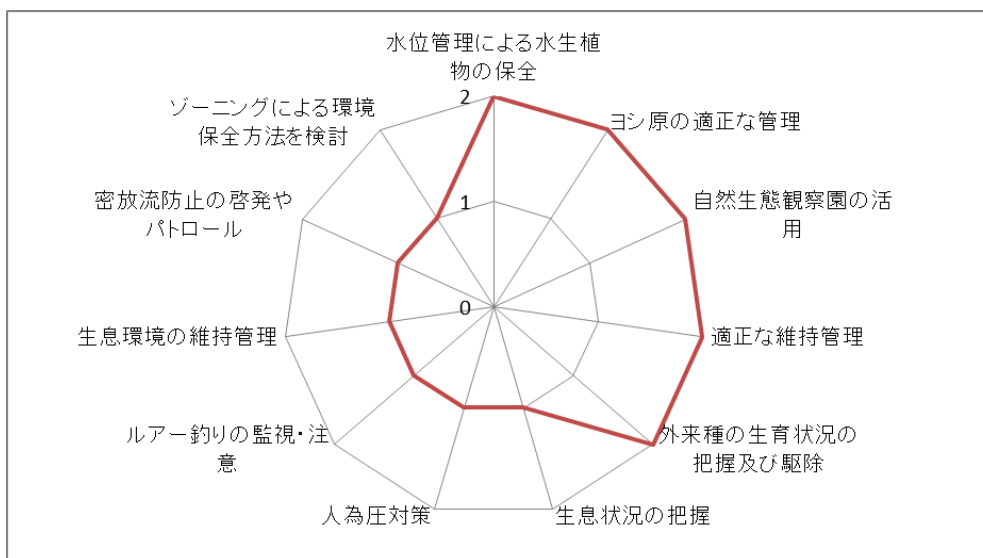 水位管理による水生植
物の保全
ヨシ原の適正な管理
自然生態観察園の活
用
適正な維持管理
外来種の生育状況の
把握及び駆除
生息状況の把握
人為圧対策
ルアー釣りの監視・注
意
生息環境の維持管理
密放流防止の啓発や
パトロール
ゾーニングによる環境
保全方法を検討
2
1
0